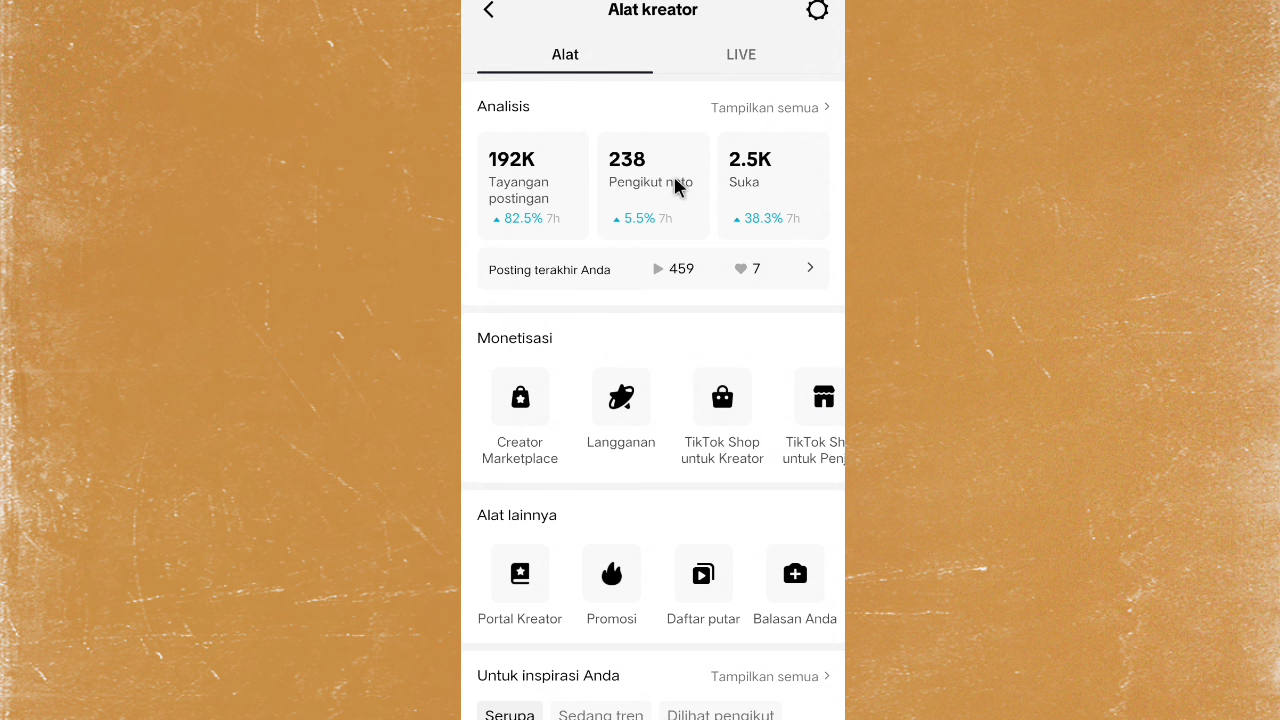 Alat kreator
Alat
LIVE
Analisis
Tampilkan semua
192K
Tayangan
postingan
82.5% 7h
238
Pengikut
5.5% 7h
2.5K
Suka
38.3% 7h
Posting terakhir Anda
459
7
Monetisasi
Creator
Marketplace
Langganan
TikTok Shop
untuk Kreator
TikTok
untuk
Alat lainnya
Portal Kreator
Promosi
Daftar putar
Balasan Anda
Untuk inspirasi Anda
Tampilkan semua
Serupa
Sedang tren
Dilihat pengikut